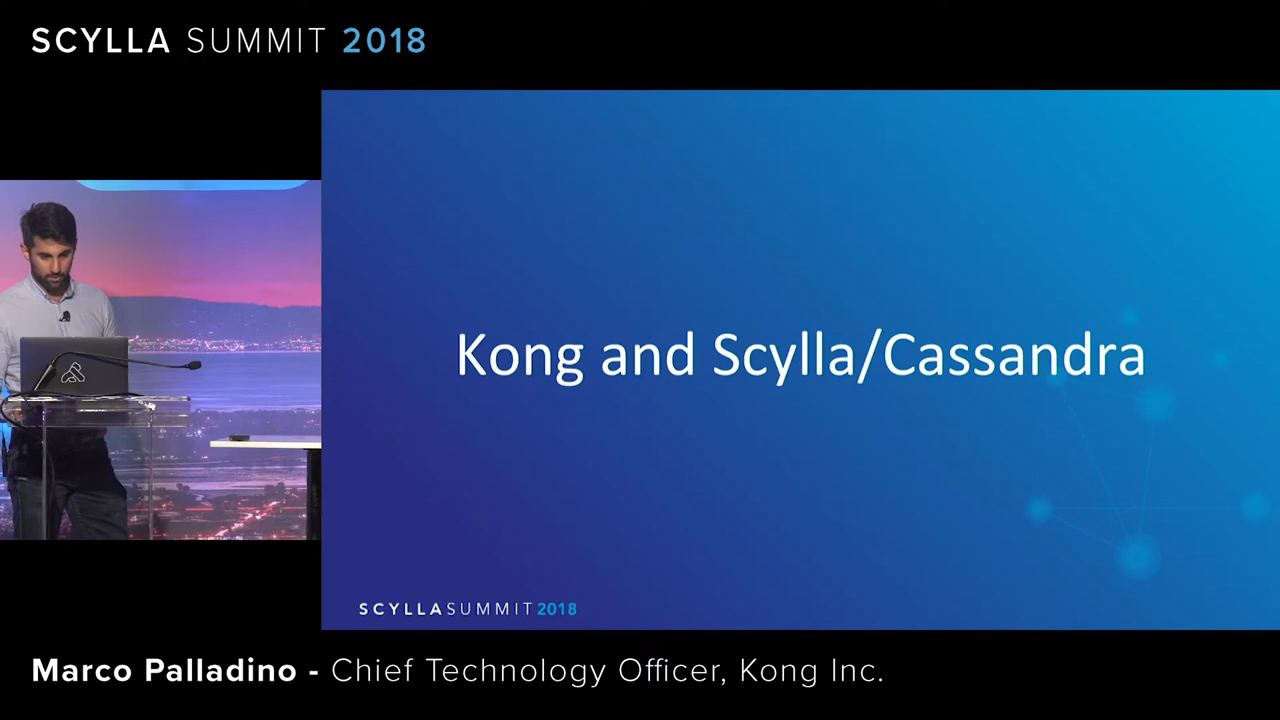 SCYLLA SUMMIT 2018
Kong and Scylla/Cassandra
SCYLLASUMMIT2018
Marco Palladino - Chief Technology Officer, Kong Inc.